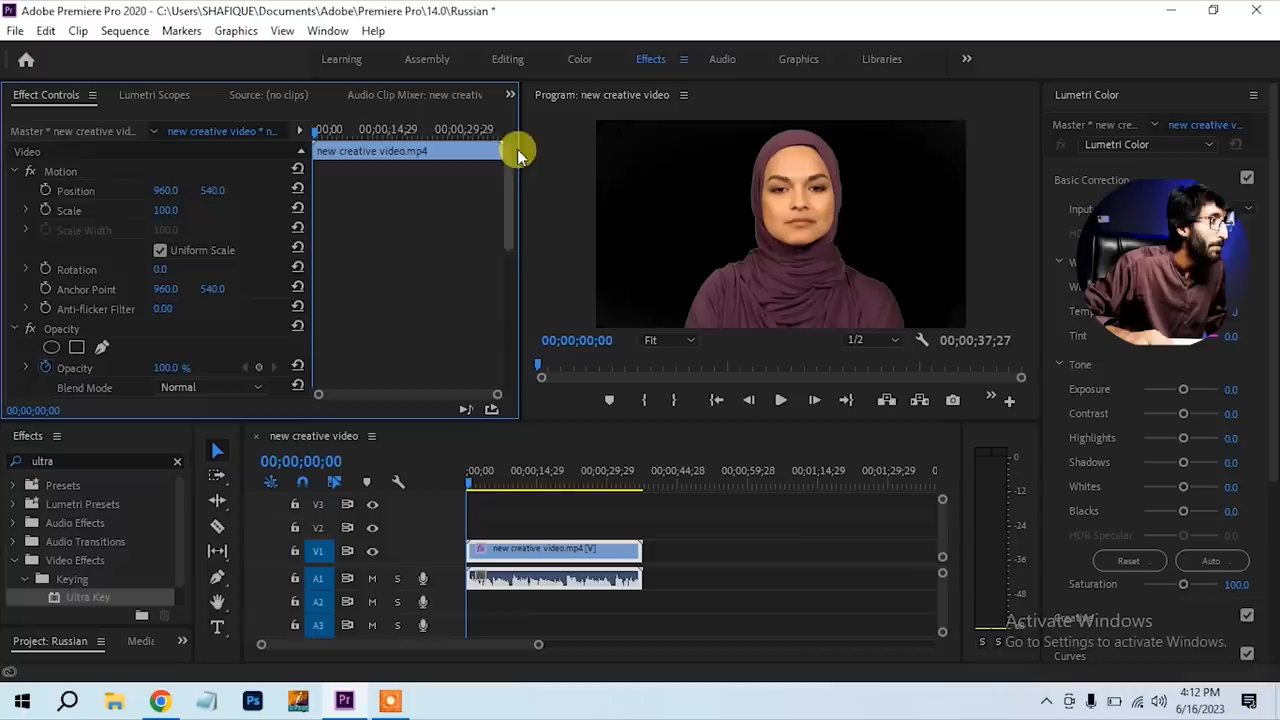 Adobe Premiere Pro 2020 - C:\Users\SHAFIQUE\Documents\Adobe\Premiere Pro\14.0\Russian *
File Edit Clip Sequence Markers Graphics View Window Help
Learning Assembly Editing Color Effects Audio Graphics Libraries
Effect Controls Lumetri Scopes Source: (no clips) Audio Clip Mixer: new creativ
Program: new creative video
Lumetri Color
Master * new creative vid... new creative video * n...
00;00 00;00;14;29 00;00;29;29
Master * new cre... new creative v...
Video
new creative video.mp4
fx Lumetri Color
fx Motion
Position 960.0 540.0
Scale 100.0
Scale Width 100.0
Uniform Scale
Rotation 0.0
Anchor Point 960.0 540.0
Anti-flicker Filter 0.00
fx Opacity
Opacity 100.0 %
Blend Mode Normal
00;00;00;00
00;00;00;00 Fit 1/2 00;00;37;27
Basic Correction
Input
Tint 0.0
Tone
Exposure 0.0
Contrast 0.0
Highlights 0.0
Shadows 0.0
Whites 0.0
Blacks 0.0
HDR Specular 0.0
Reset Auto
Saturation 100.0
Creative
Curves
Effects
ultra
Presets
Lumetri Presets
Audio Effects
Audio Transitions
Video Effects
Keying
Ultra Key
Project: Russian Media
new creative video
00;00;00;00
;00;00 00;00;14;29 00;00;29;29 00;00;44;28 00;00;59;28 00;01;14;29 00;01;29;29 0
V3
V2
V1 fx new creative video.mp4 [V]
A1 M S
A2 M S
A3 M S
0
-12
-24
-36
-48
S S
Activate Windows
Go to Settings to activate Windows.
Ps Pr
4:12 PM
6/16/2023